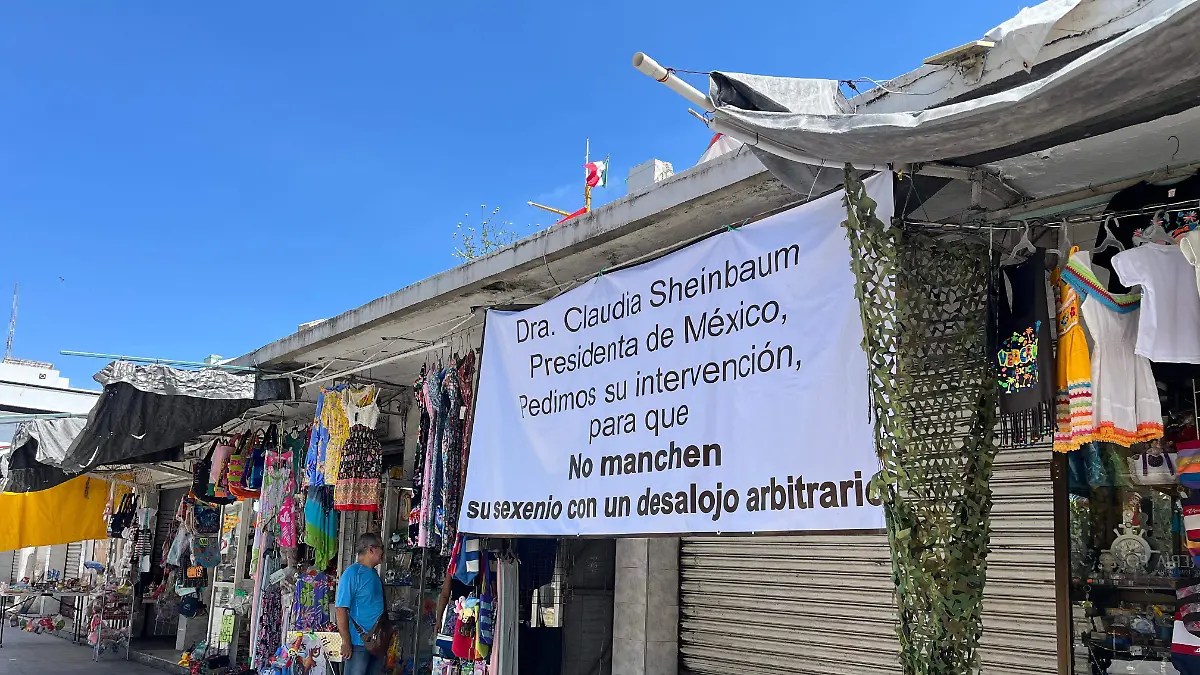 Dra. Claudia Sheinbaum
Presidenta de México,
Pedimos su intervención,
para que
No manchen
su sexenio con un desalojo arbitrario